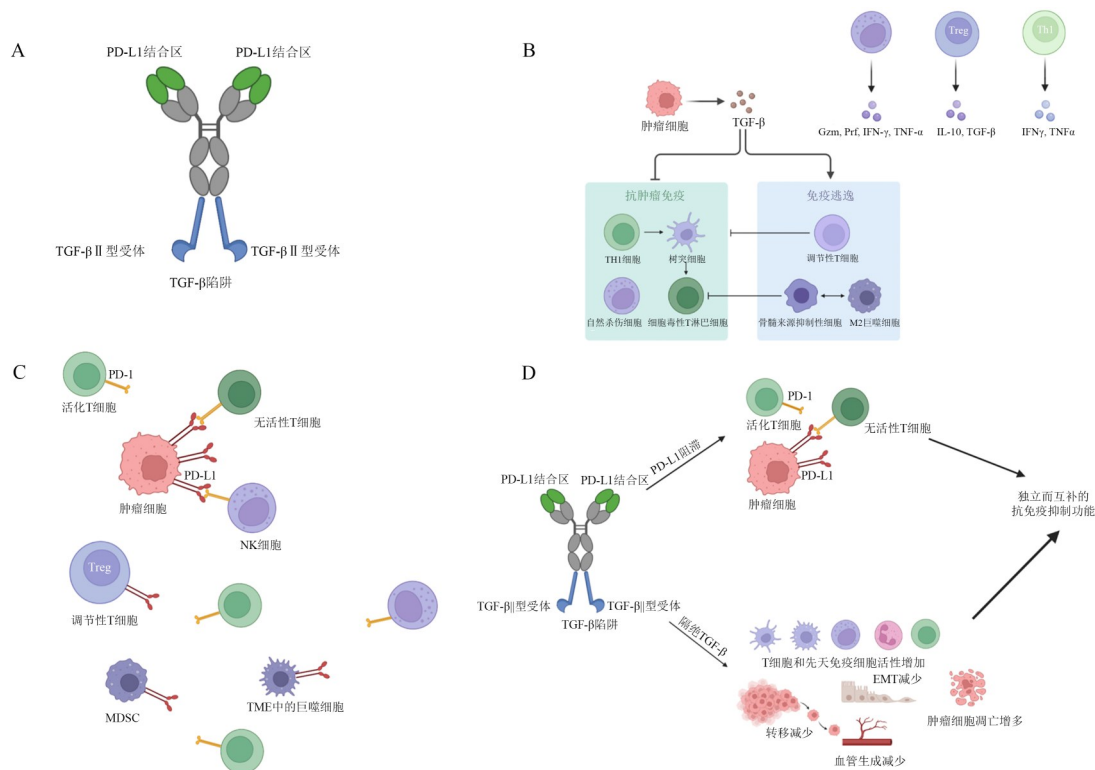 A
PD-L1结合区
PD-L1结合区
TGF-βⅡ型受体
TGF-βⅡ型受体
TGF-β陷阱
B
Treg
Th1
肿瘤细胞
TGF-β
Gzm, Prf, IFN-γ, TNF-α
IL-10, TGF-β
IFNγ, TNFα
抗肿瘤免疫
免疫逃逸
TH1细胞
树突细胞
调节性T细胞
自然杀伤细胞
细胞毒性T淋巴细胞
骨髓来源抑制性细胞
M2巨噬细胞
C
PD-1
活化T细胞
无活性T细胞
PD-L1
肿瘤细胞
NK细胞
Treg
调节性T细胞
MDSC
TME中的巨噬细胞
D
PD-L1结合区
PD-L1结合区
TGF-β||型受体
TGF-β||型受体
TGF-β陷阱
PD-L1阻滞
PD-1
活化T细胞
无活性T细胞
PD-L1
肿瘤细胞
独立而互补的
抗免疫抑制功能
隔绝TGF-β
T细胞和先天免疫细胞活性增加
EMT减少
转移减少
血管生成减少
肿瘤细胞凋亡增多